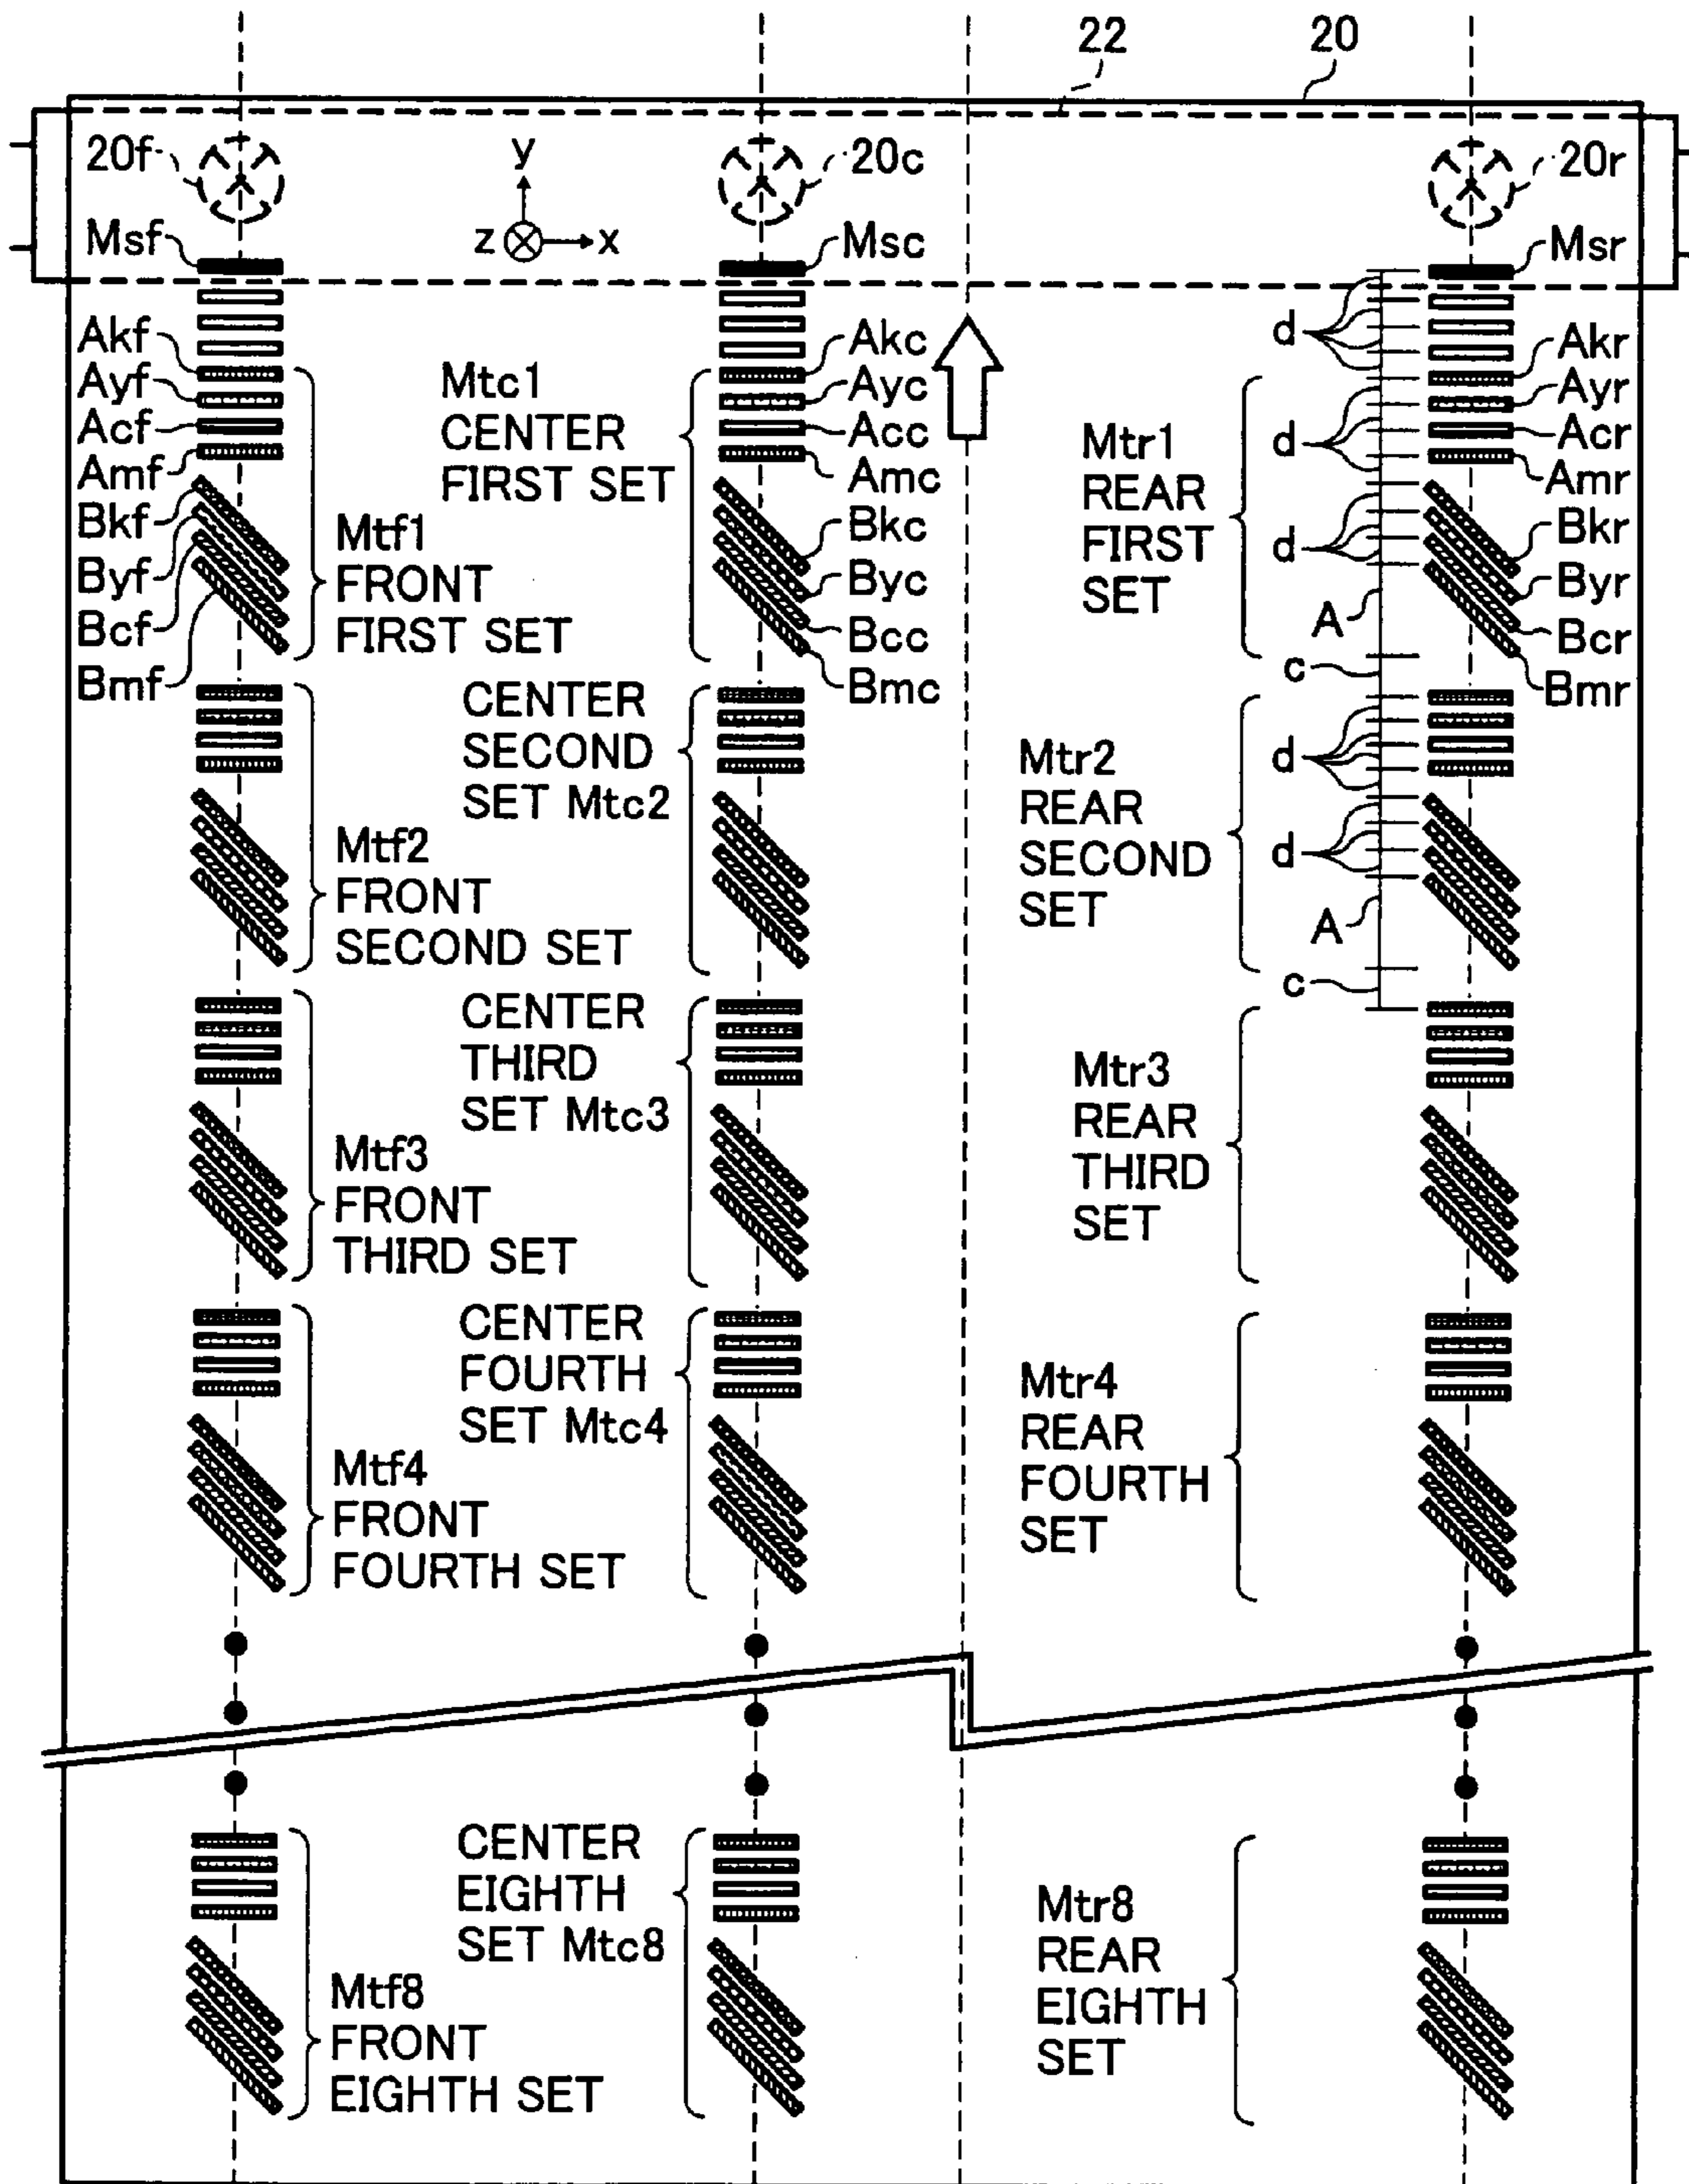 22
20
20f
y
20c
20r
Msf
z
x
Msc
Msr
Akf
Ayf
Acf
Amf
Bkf
Byf
Bcf
Bmf
Mtf1
FRONT
FIRST SET
Mtc1
CENTER
FIRST SET
Akc
Ayc
Acc
Amc
Bkc
Byc
Bcc
Bmc
Mtr1
REAR
FIRST
SET
d
d
d
A
c
Akr
Ayr
Acr
Amr
Bkr
Byr
Bcr
Bmr
Mtf2
FRONT
SECOND SET
CENTER
SECOND
SET Mtc2
Mtr2
REAR
SECOND
SET
d
d
A
c
Mtf3
FRONT
THIRD SET
CENTER
THIRD
SET Mtc3
Mtr3
REAR
THIRD
SET
Mtf4
FRONT
FOURTH SET
CENTER
FOURTH
SET Mtc4
Mtr4
REAR
FOURTH
SET
Mtf8
FRONT
EIGHTH SET
CENTER
EIGHTH
SET Mtc8
Mtr8
REAR
EIGHTH
SET